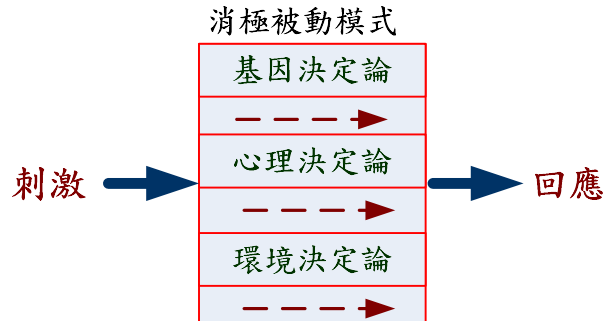 消極被動模式
基因決定論
刺激
心理決定論
回應
環境決定論